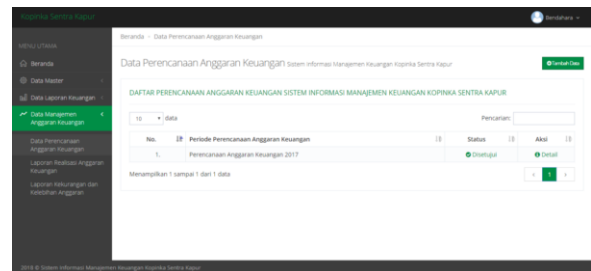 Kopinka Sentra Kapur
Bendahara
MENU UTAMA
Beranda
Data Master
Data Laporan Keuangan
Data Manajemen
Anggaran Keuangan
Data Perencanaan
Anggaran Keuangan
Laporan Realisasi Anggaran
Keuangan
Laporan Kekurangan dan
Kelebihan Anggaran
Beranda > Data Perencanaan Anggaran Keuangan
Data Perencanaan Anggaran Keuangan Sistem Informasi Manajemen Keuangan Kopinka Sentra Kapur
Tambah Data
DAFTAR PERENCANAAN ANGGARAN KEUANGAN SISTEM INFORMASI MANAJEMEN KEUANGAN KOPINKA SENTRA KAPUR
10 data
Pencarian:
No. Periode Perencanaan Anggaran Keuangan Status Aksi
1. Perencanaan Anggaran Keuangan 2017 Disetujui Detail
Menampilkan 1 sampai 1 dari 1 data
< 1 >
2018 © Sistem Informasi Manajemen Keuangan Kopinka Sentra Kapur